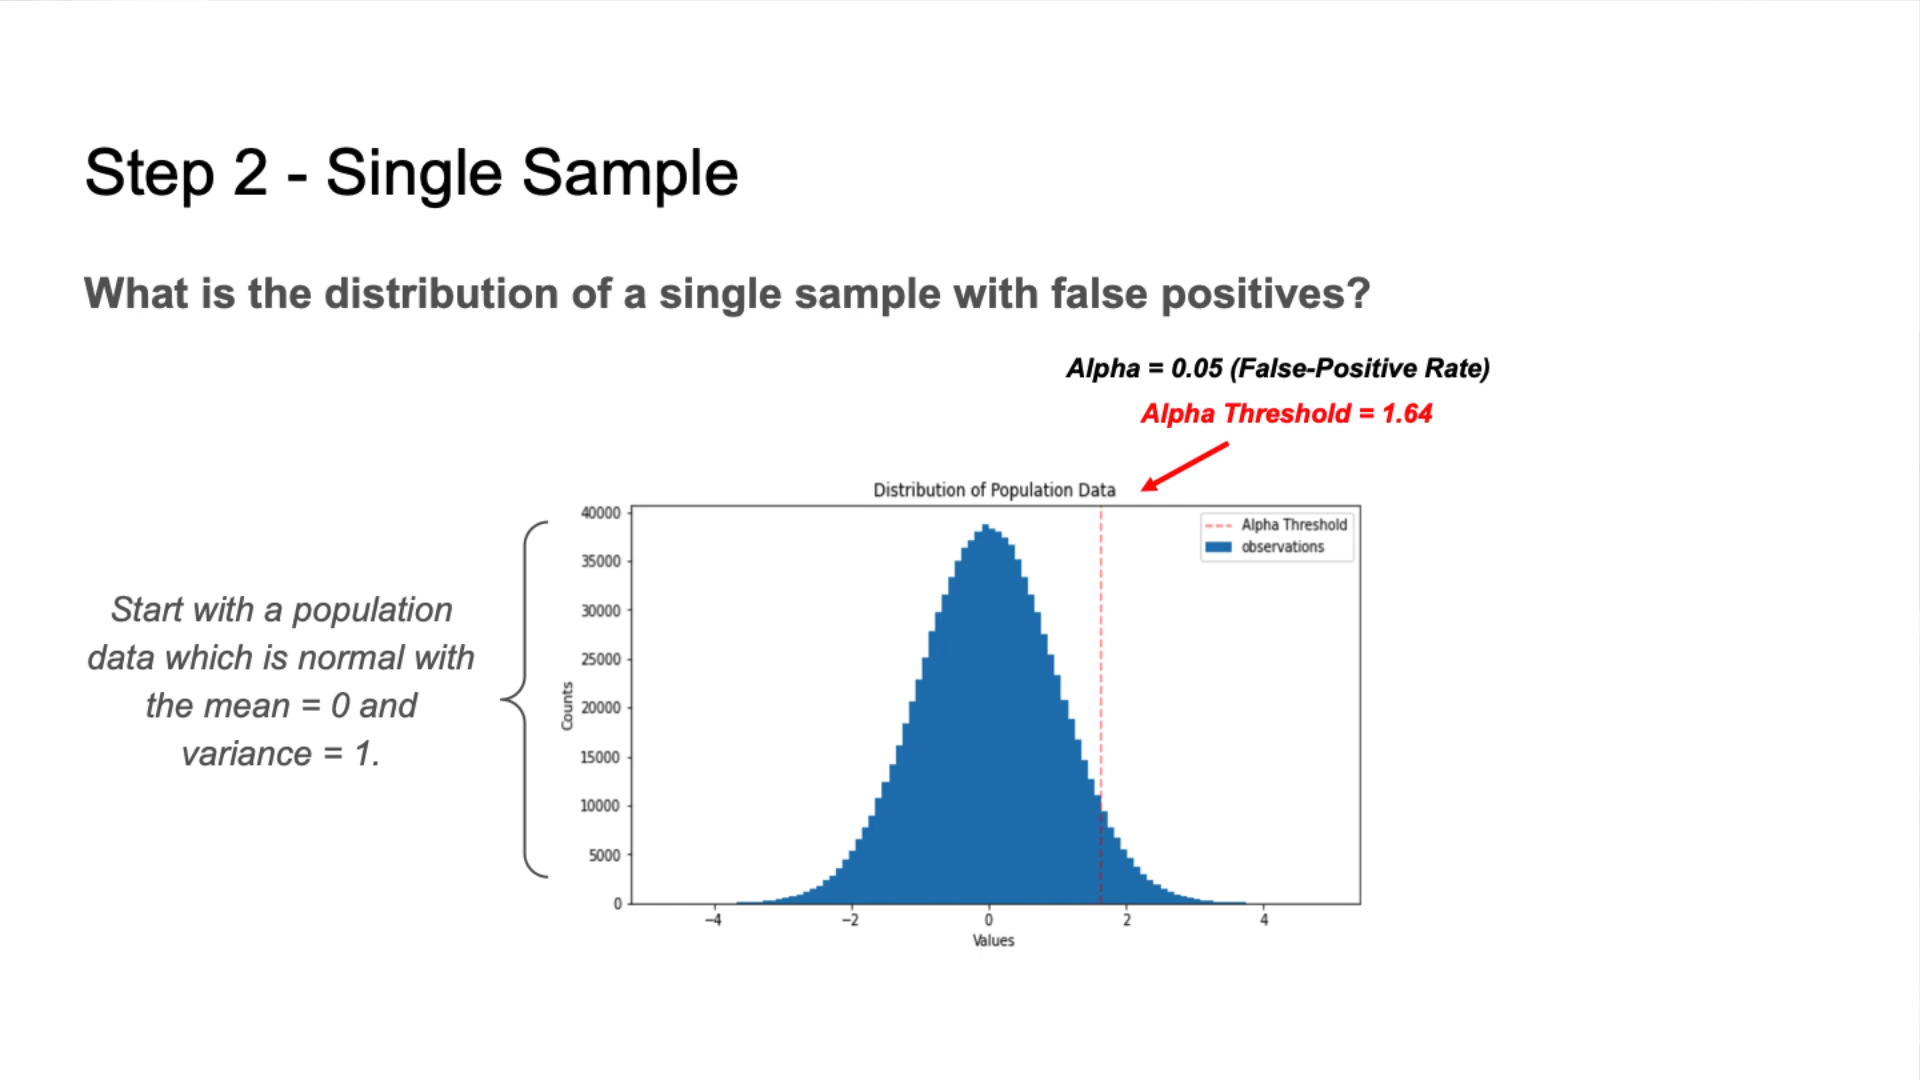 Step 2 - Single Sample
What is the distribution of a single sample with false positives?
Alpha = 0.05 (False-Positive Rate)
Alpha Threshold = 1.64
Start with a population
data which is normal with
the mean = 0 and
variance = 1.
Distribution of Population Data
Alpha Threshold
observations
Counts
40000
35000
30000
25000
20000
15000
10000
5000
0
−4 −2 0 2 4
Values